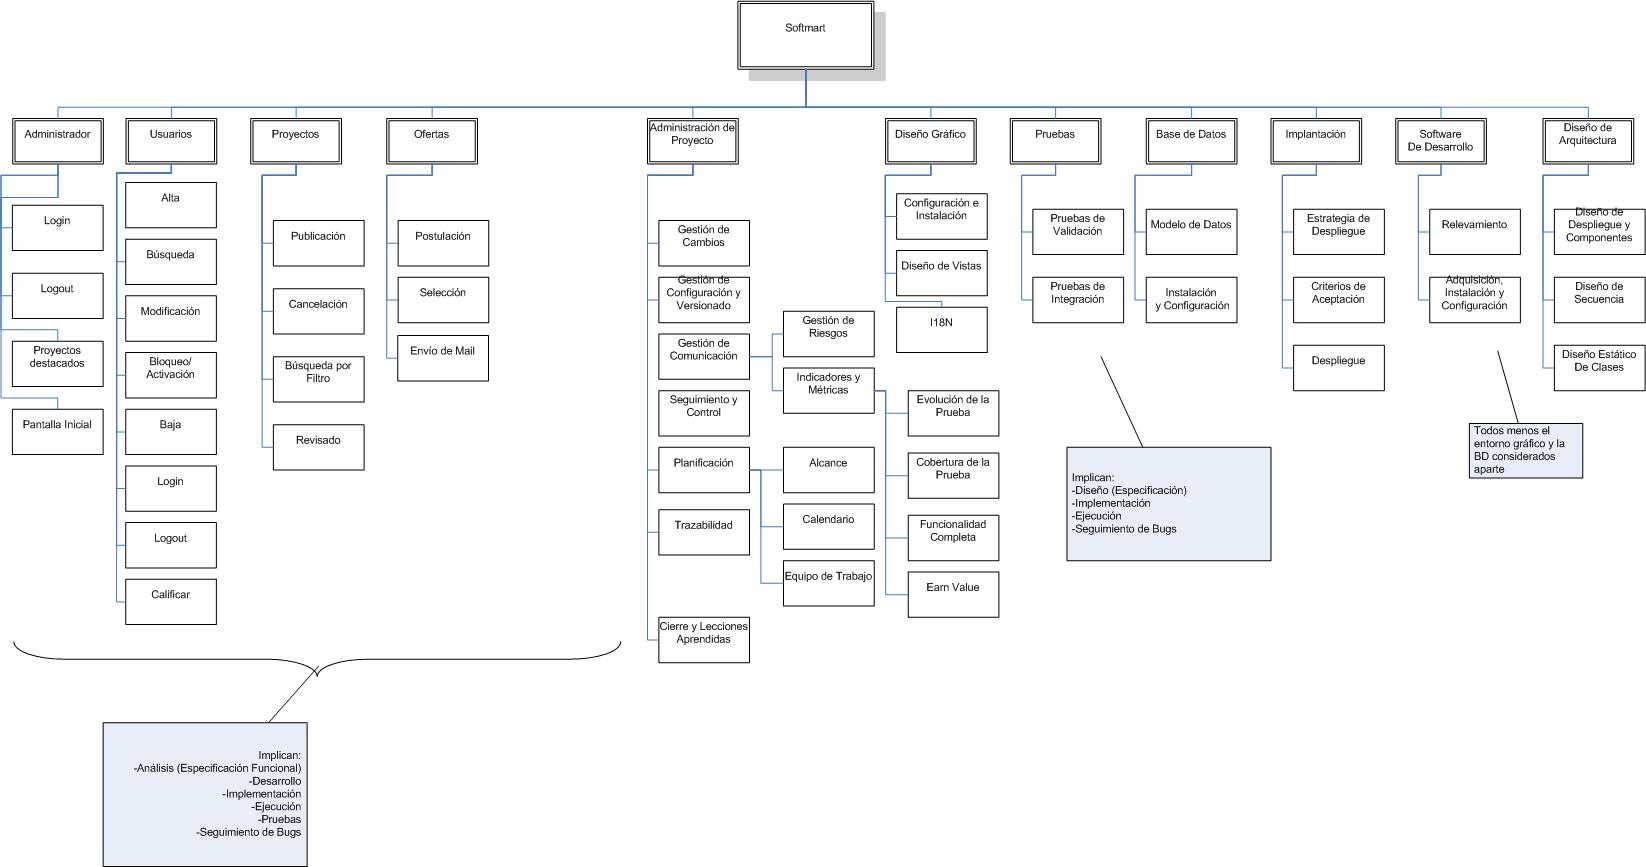 Softmart
Administrador
Usuarios
Proyectos
Ofertas
Administración de
Proyecto
Diseño Gráfico
Pruebas
Base de Datos
Implantación
Software
De Desarrollo
Diseño de
Arquitectura
Login
Logout
Proyectos
destacados
Pantalla Inicial
Alta
Búsqueda
Modificación
Bloqueo/
Activación
Baja
Login
Logout
Calificar
Publicación
Cancelación
Búsqueda por
Filtro
Revisado
Postulación
Selección
Envío de Mail
Gestión de
Cambios
Gestión de
Configuración y
Versionado
Gestión de
Comunicación
Seguimiento y
Control
Planificación
Trazabilidad
Cierre y Lecciones
Aprendidas
Gestión de
Riesgos
Indicadores y
Métricas
Alcance
Calendario
Equipo de Trabajo
Configuración e
Instalación
Diseño de Vistas
I18N
Evolución de la
Prueba
Cobertura de la
Prueba
Funcionalidad
Completa
Earn Value
Pruebas de
Validación
Pruebas de
Integración
Modelo de Datos
Instalación
y Configuración
Estrategia de
Despliegue
Criterios de
Aceptación
Despliegue
Relevamiento
Adquisición,
Instalación y
Configuración
Diseño de
Despliegue y
Componentes
Diseño de
Secuencia
Diseño Estático
De Clases
Todos menos el
entorno gráfico y la
BD considerados
aparte
Implican:
-Diseño (Especificación)
-Implementación
-Ejecución
-Seguimiento de Bugs
Implican:
-Análisis (Especificación Funcional)
-Desarrollo
-Implementación
-Ejecución
-Pruebas
-Seguimiento de Bugs